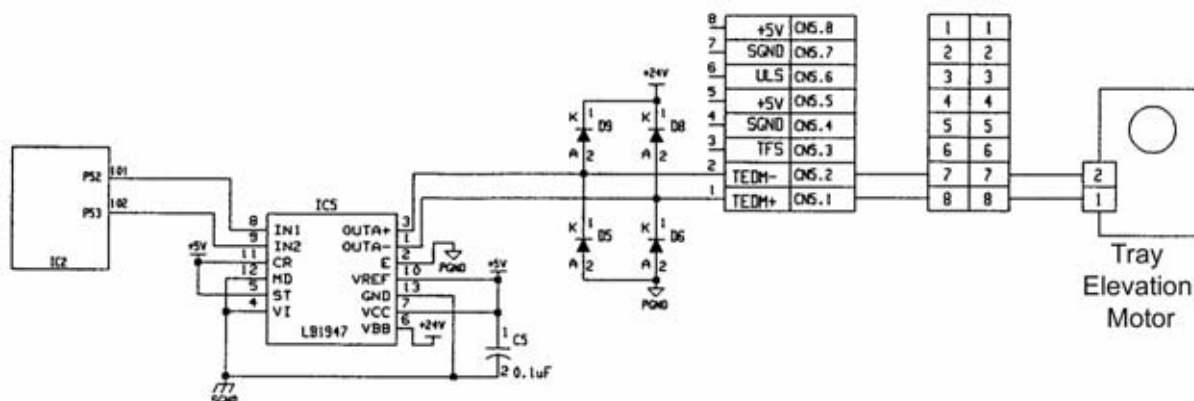 8 +5V CN5.8 1 1
7 SGND CN5.7 2 2
6 ULS CN5.6 3 3
5 +5V CN5.5 4 4
4 SGND CN5.4 5 5
3 TFS CN5.3 6 6
2 TEDM- CN5.2 7 7 2
1 TEDM+ CN5.1 8 8 1
+24V
K 1 D9 K 1 D8
A 2 A 2
K 1 D5 K 1 D6
A 2 A 2
PGND
P52 101
P53 102
IC2
IC5
8 IN1 OUTA+ 3
9 IN2 OUTA- 1
+5V
11 CR E 2
PGND
12 MD VREF 10
+5V
5 ST GND 13
4 VI VCC 7
VBB 6 +24V
LB1947
1 C5
2 0.1uF
SGND
Tray
Elevation
Motor